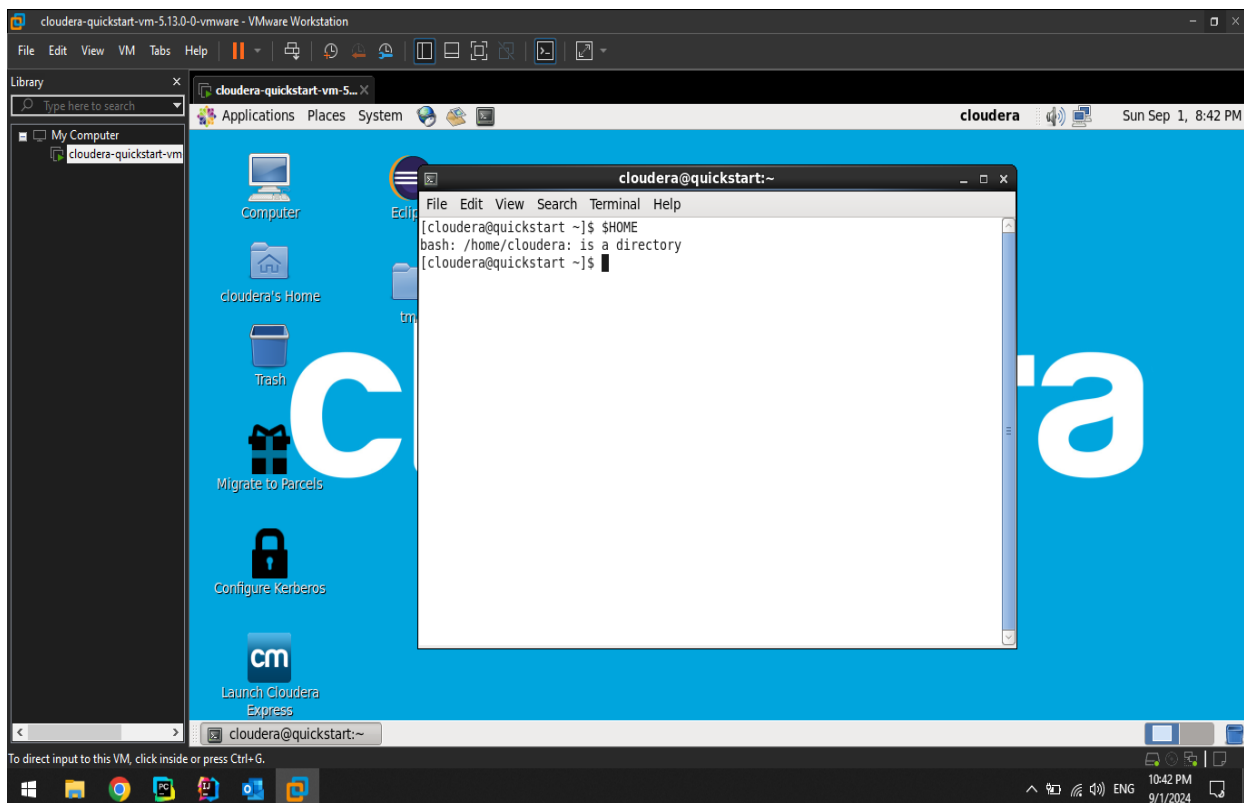 cloudera-quickstart-vm-5.13.0-0-vmware - VMware Workstation
File Edit View VM Tabs Help
Library
Type here to search
My Computer
cloudera-quickstart-vm
cloudera-quickstart-vm-5...
Applications Places System
cloudera
Sun Sep 1, 8:42 PM
Computer
Eclip
cloudera's Home
tm
Trash
Migrate to Parcels
Configure Kerberos
cm
Launch Cloudera
Express
cloudera@quickstart:~
File Edit View Search Terminal Help
[cloudera@quickstart ~]$ $HOME
bash: /home/cloudera: is a directory
[cloudera@quickstart ~]$
c
ra
cloudera@quickstart:~
To direct input to this VM, click inside or press Ctrl+G.
PC
ENG
10:42 PM
9/1/2024